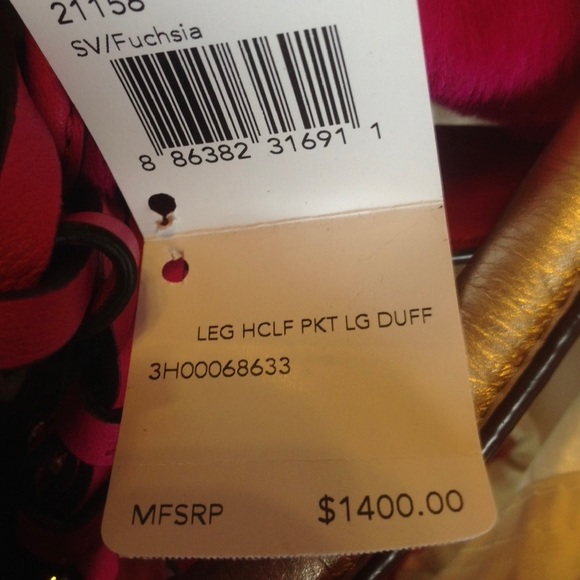 21158
SV/Fuchsia
8 86382 31691 1
LEG HCLF PKT LG DUFF
3H00068633
MFSRP $1400.00